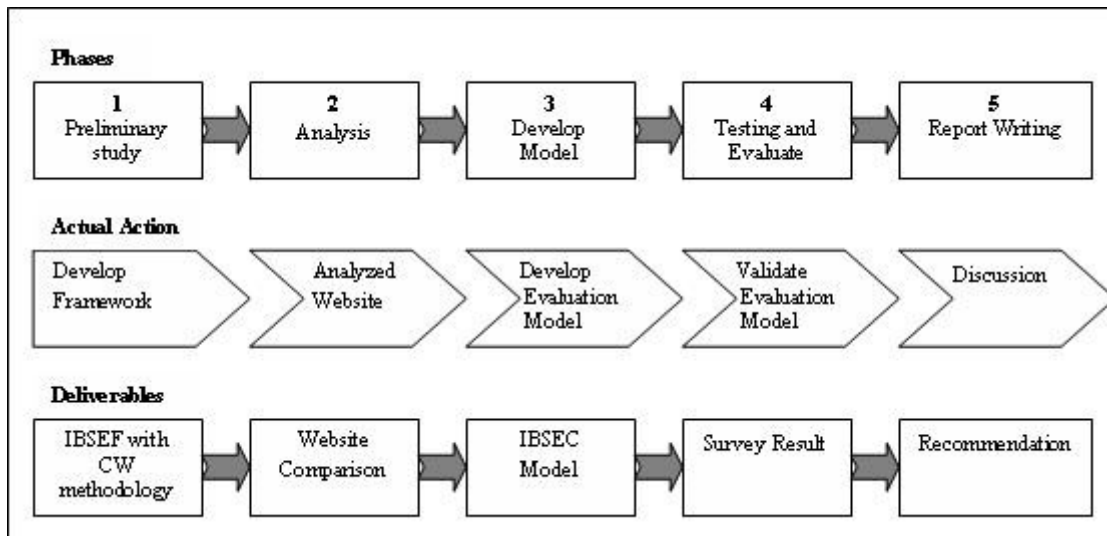 Phases
1
Preliminary
study
2
Analysis
3
Develop
Model
4
Testing and
Evaluate
5
Report Writing
Actual Action
Develop
Framework
Analyzed
Website
Develop
Evaluation
Model
Validate
Evaluation
Model
Discussion
Deliverables
IBSEF with
CW
methodology
Website
Comparison
IBSEC
Model
Survey Result
Recommendation